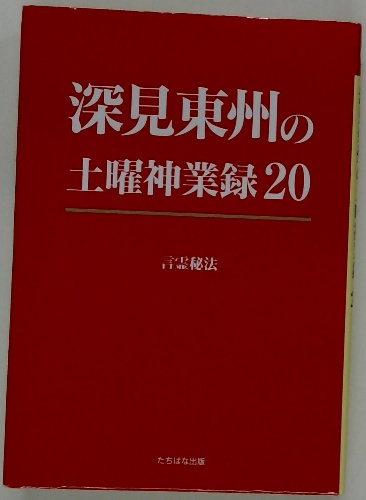 深見東州の
土曜神業録20
言霊秘法
たちばな出版